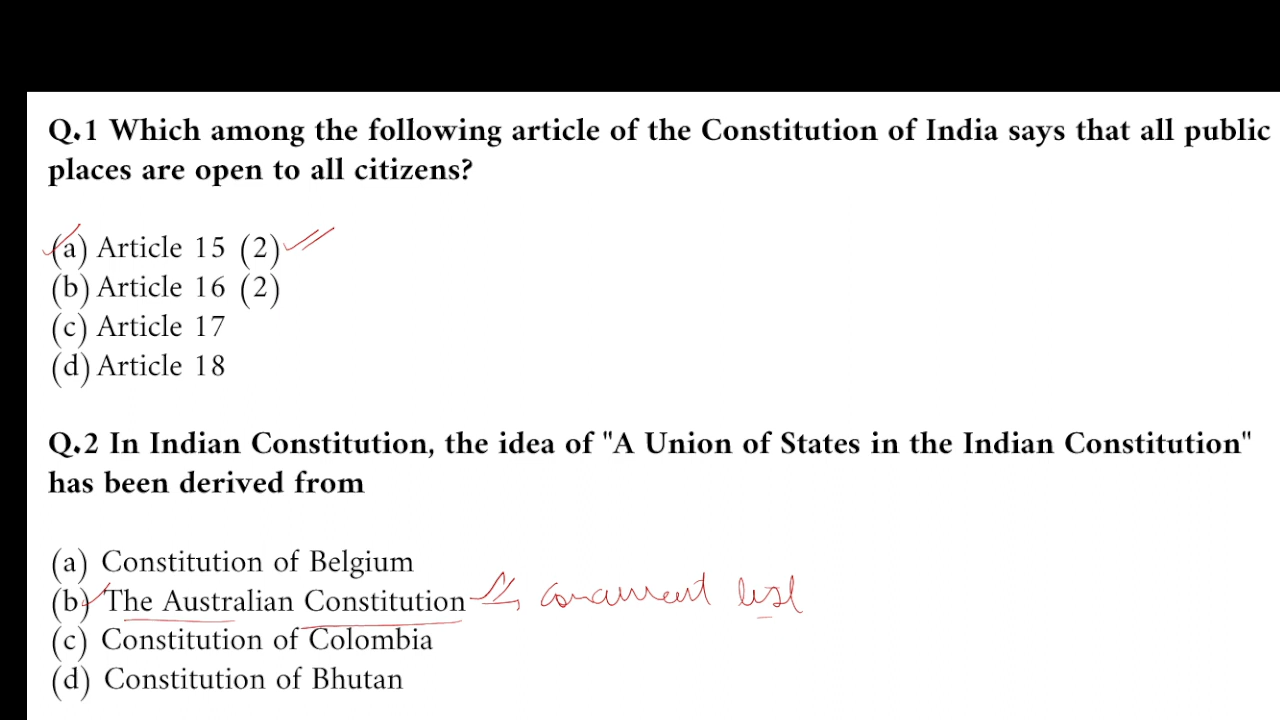 Q.1 Which among the following article of the Constitution of India says that all public
places are open to all citizens?
(a) Article 15 (2)
(b) Article 16 (2)
(c) Article 17
(d) Article 18
Q.2 In Indian Constitution, the idea of "A Union of States in the Indian Constitution"
has been derived from
(a) Constitution of Belgium
(b) The Australian Constitution concurrent list
(c) Constitution of Colombia
(d) Constitution of Bhutan